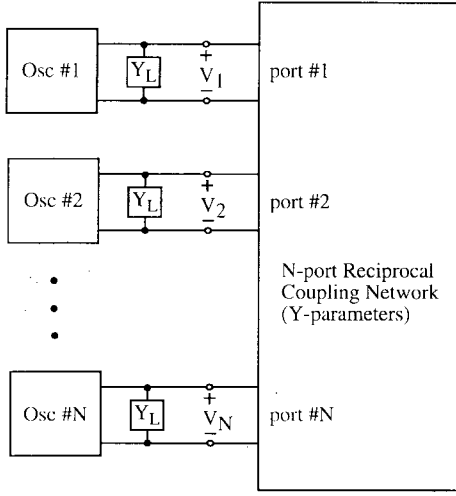 Osc #1
Y_L
+
V_1
−
port #1
Osc #2
Y_L
+
V_2
−
port #2
N-port Reciprocal
Coupling Network
(Y-parameters)
Osc #N
Y_L
+
V_N
−
port #N